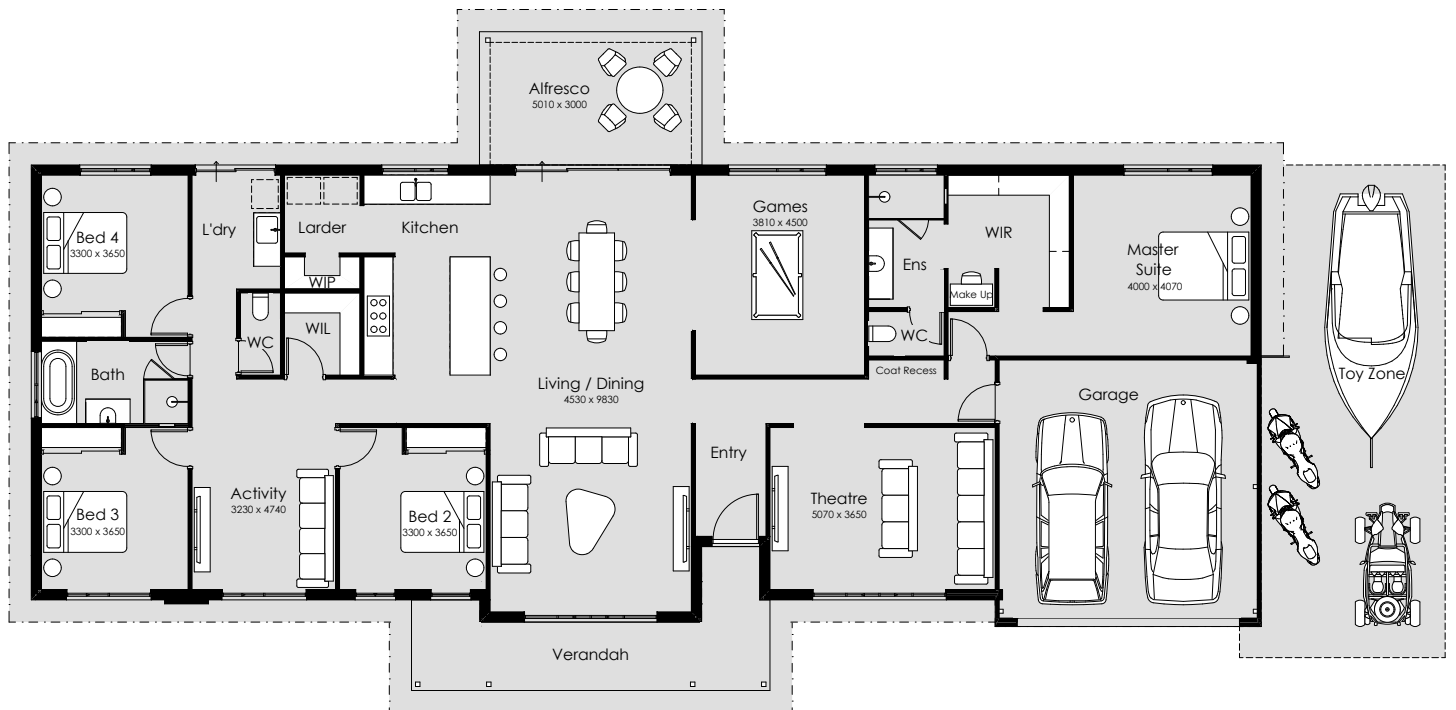 Alfresco
5010 x 3000
Bed 4
3300 x 3650
L'dry
Larder
Kitchen
WIP
WIL
WC
Bath
Games
3810 x 4500
Ens
WIR
Make Up
WC
Coat Recess
Master
Suite
4000 x 4070
Living / Dining
4530 x 9830
Garage
Toy Zone
Bed 3
3300 x 3650
Activity
3230 x 4740
Bed 2
3300 x 3650
Entry
Theatre
5070 x 3650
Verandah